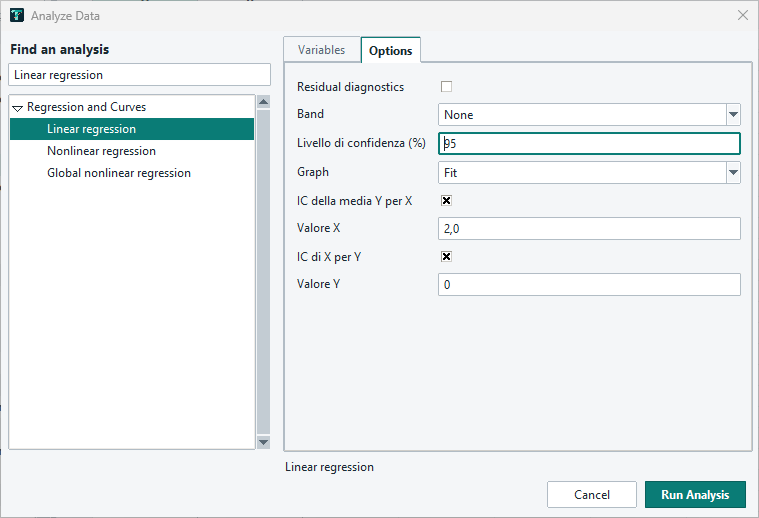 Analyze Data
Find an analysis
Linear regression
Regression and Curves
Linear regression
Nonlinear regression
Global nonlinear regression
Variables
Options
Residual diagnostics
Band
None
Livello di confidenza (%)
95
Graph
Fit
IC della media Y per X
Valore X
2,0
IC di X per Y
Valore Y
0
Linear regression
Cancel
Run Analysis